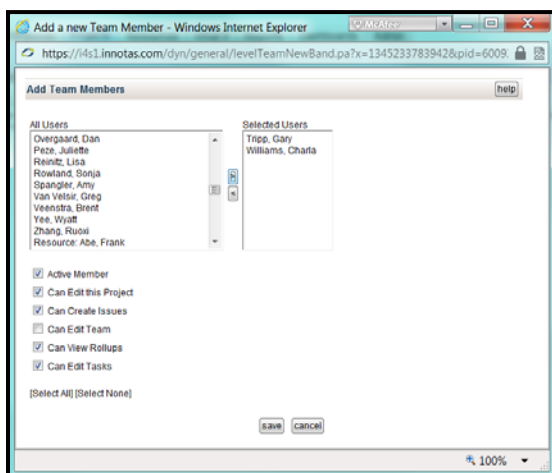 Add a new Team Member - Windows Internet Explorer
McAfee
https://i4s1.innotas.com/dyn/general/levelTeamNewBand.pa?x=13452337839428&pid=6009
Add Team Members
help
All Users
Selected Users
Overgaard, Dan
Peze, Juliette
Reinitz, Lisa
Rowland, Sonja
Spangler, Amy
Van Velsir, Greg
Veenstra, Brent
Yee, Wyatt
Zhang, Ruoxi
Resource: Abe, Frank
Tripp, Gary
Williams, Charla
Active Member
Can Edit this Project
Can Create Issues
Can Edit Team
Can View Rollups
Can Edit Tasks
[Select All] [Select None]
save cancel
100%